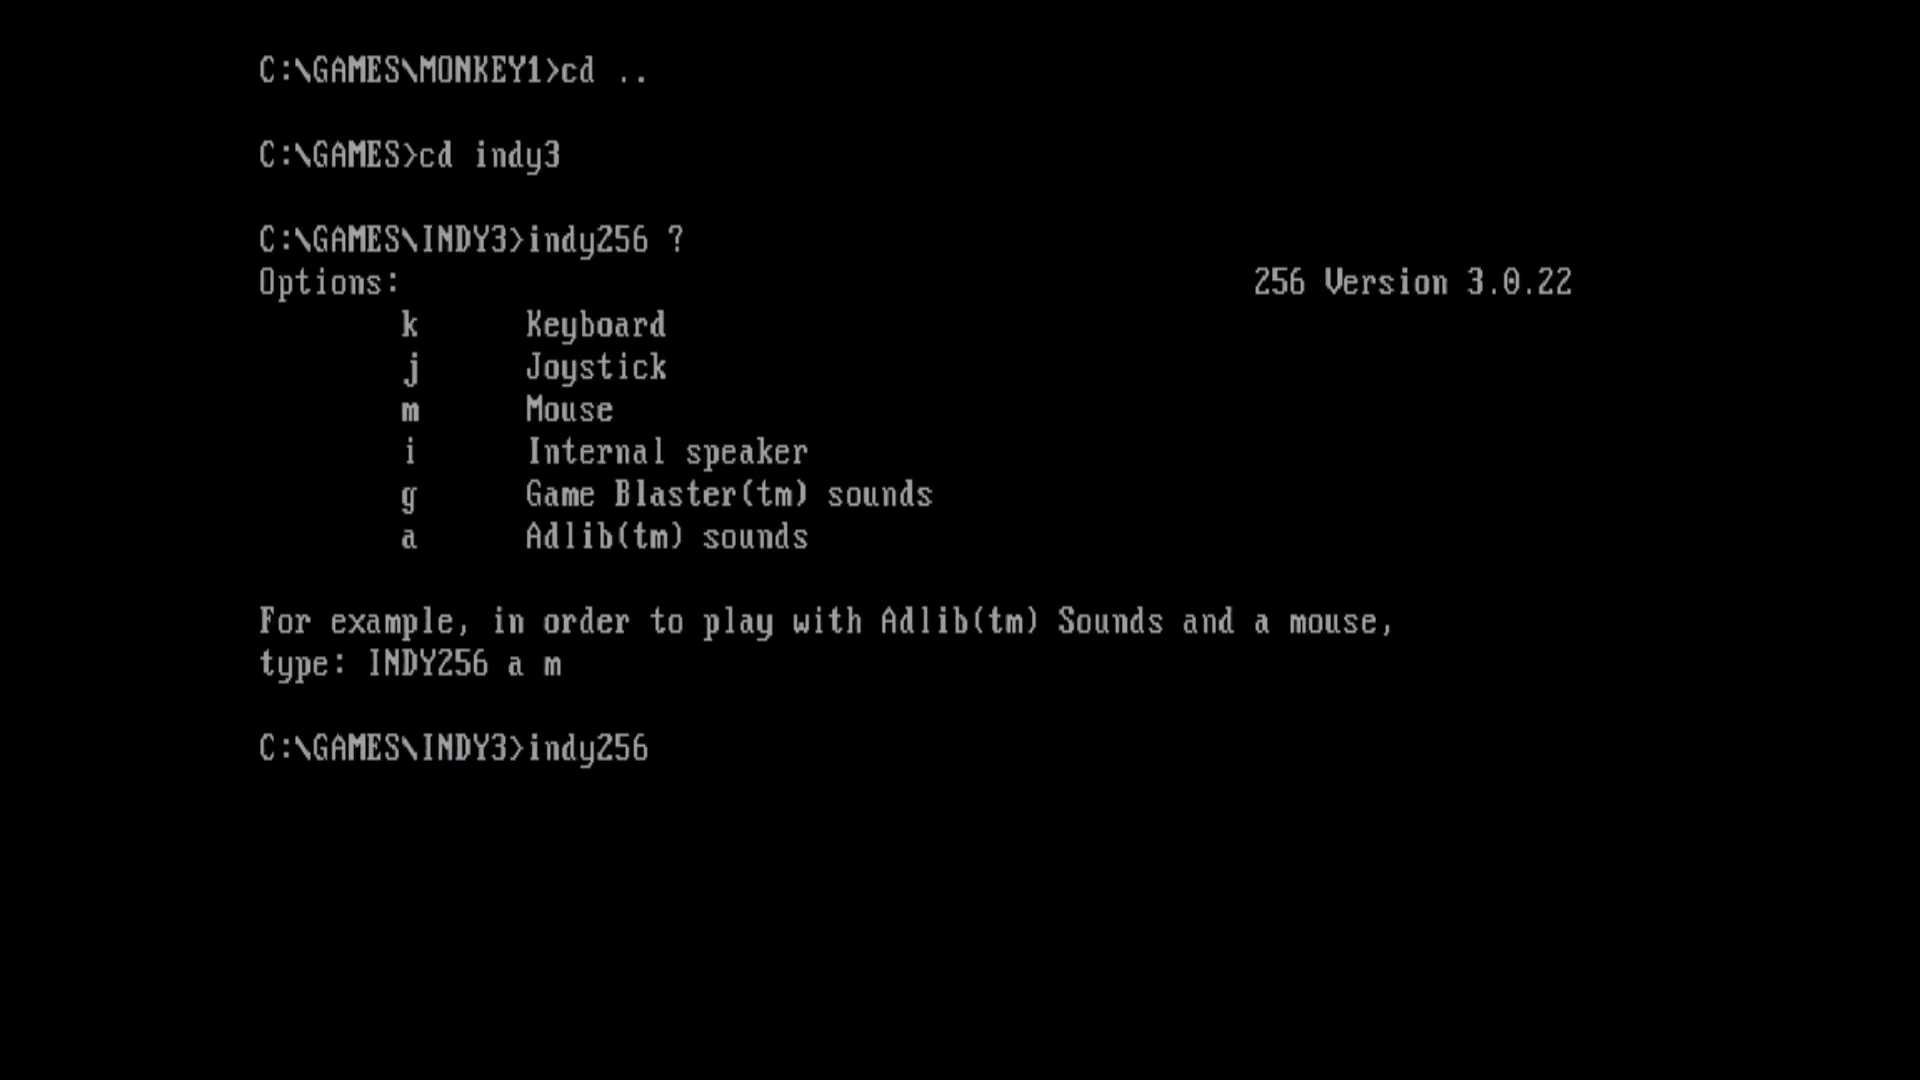 C:\GAMES\MONKEY1>cd ..
C:\GAMES>cd indy3
C:\GAMES\INDY3>indy256 ?
Options: 256 Version 3.0.22
k Keyboard
j Joystick
m Mouse
i Internal speaker
g Game Blaster(tm) sounds
a Adlib(tm) sounds
For example, in order to play with Adlib(tm) Sounds and a mouse,
type: INDY256 a m
C:\GAMES\INDY3>indy256